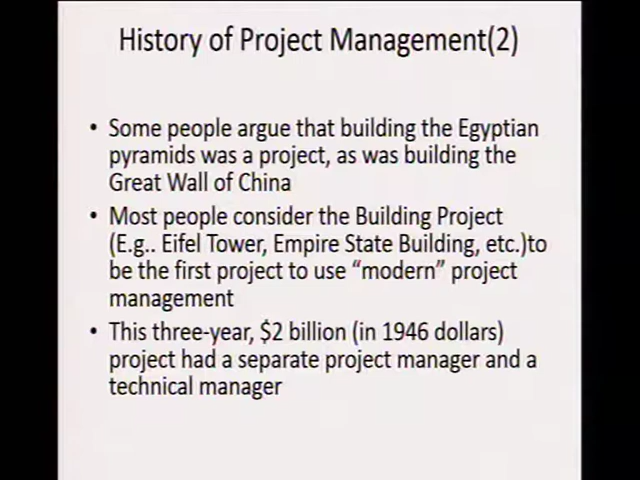 History of Project Management(2)
• Some people argue that building the Egyptian
pyramids was a project, as was building the
Great Wall of China
• Most people consider the Building Project
(E.g.. Eifel Tower, Empire State Building, etc.)to
be the first project to use “modern” project
management
• This three-year, $2 billion (in 1946 dollars)
project had a separate project manager and a
technical manager